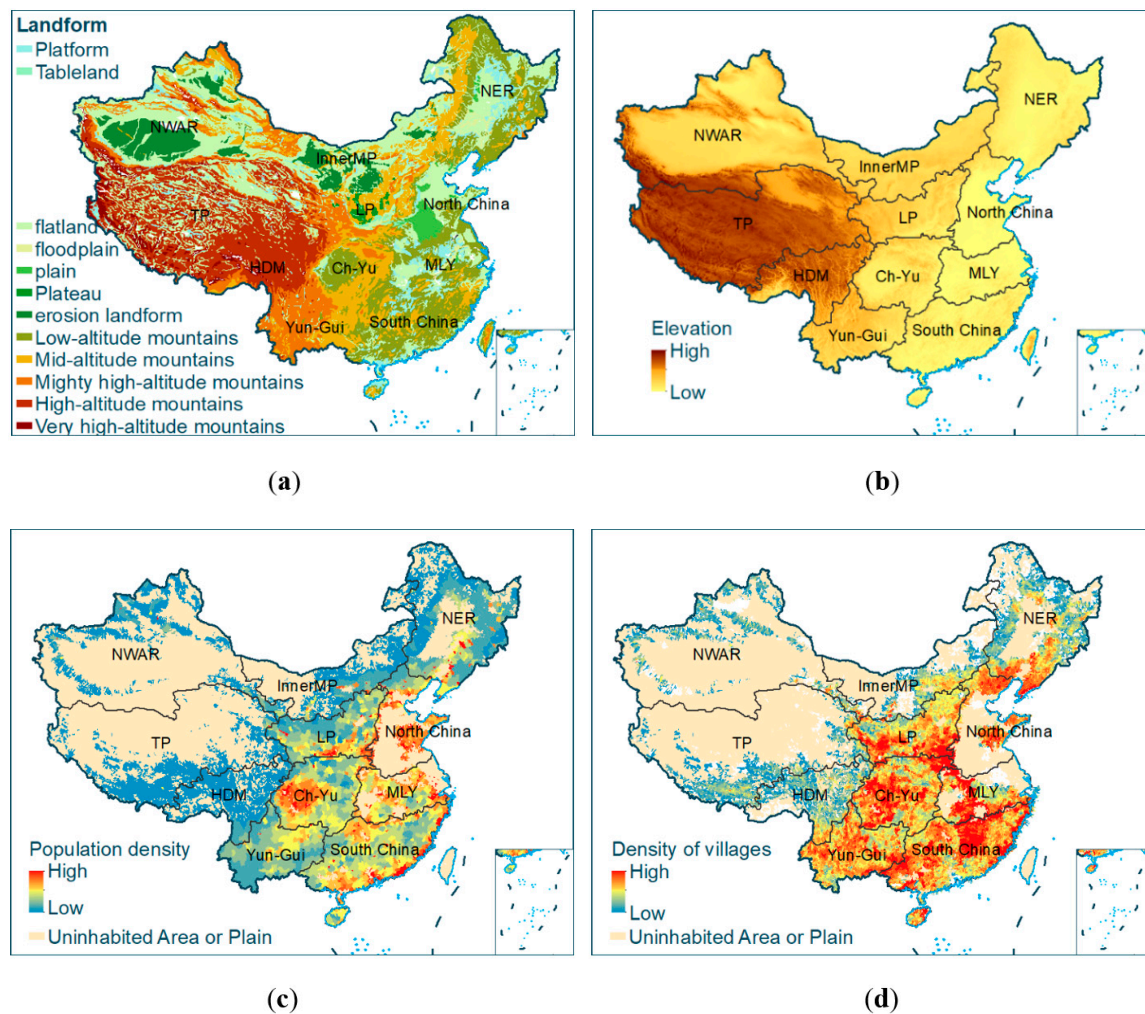 Landform
Platform
Tableland
NER
NWAR
InnerMP
LP
North China
TP
flatland
floodplain
plain
Plateau
erosion landform
Low-altitude mountains
Mid-altitude mountains
Mighty high-altitude mountains
High-altitude mountains
Very high-altitude mountains
HDM
Ch-Yu
MLY
Yun-Gui
South China
(a)
NER
NWAR
InnerMP
LP
North China
TP
HDM
Ch-Yu
MLY
Yun-Gui
South China
Elevation
High
Low
(b)
NER
NWAR
InnerMP
LP
North China
TP
HDM
Ch-Yu
MLY
Yun-Gui
South China
Population density
High
Low
Uninhabited Area or Plain
(c)
NER
NWAR
InnerMP
LP
North China
TP
HDM
Ch-Yu
MLY
Yun-Gui
South China
Density of villages
High
Low
Uninhabited Area or Plain
(d)